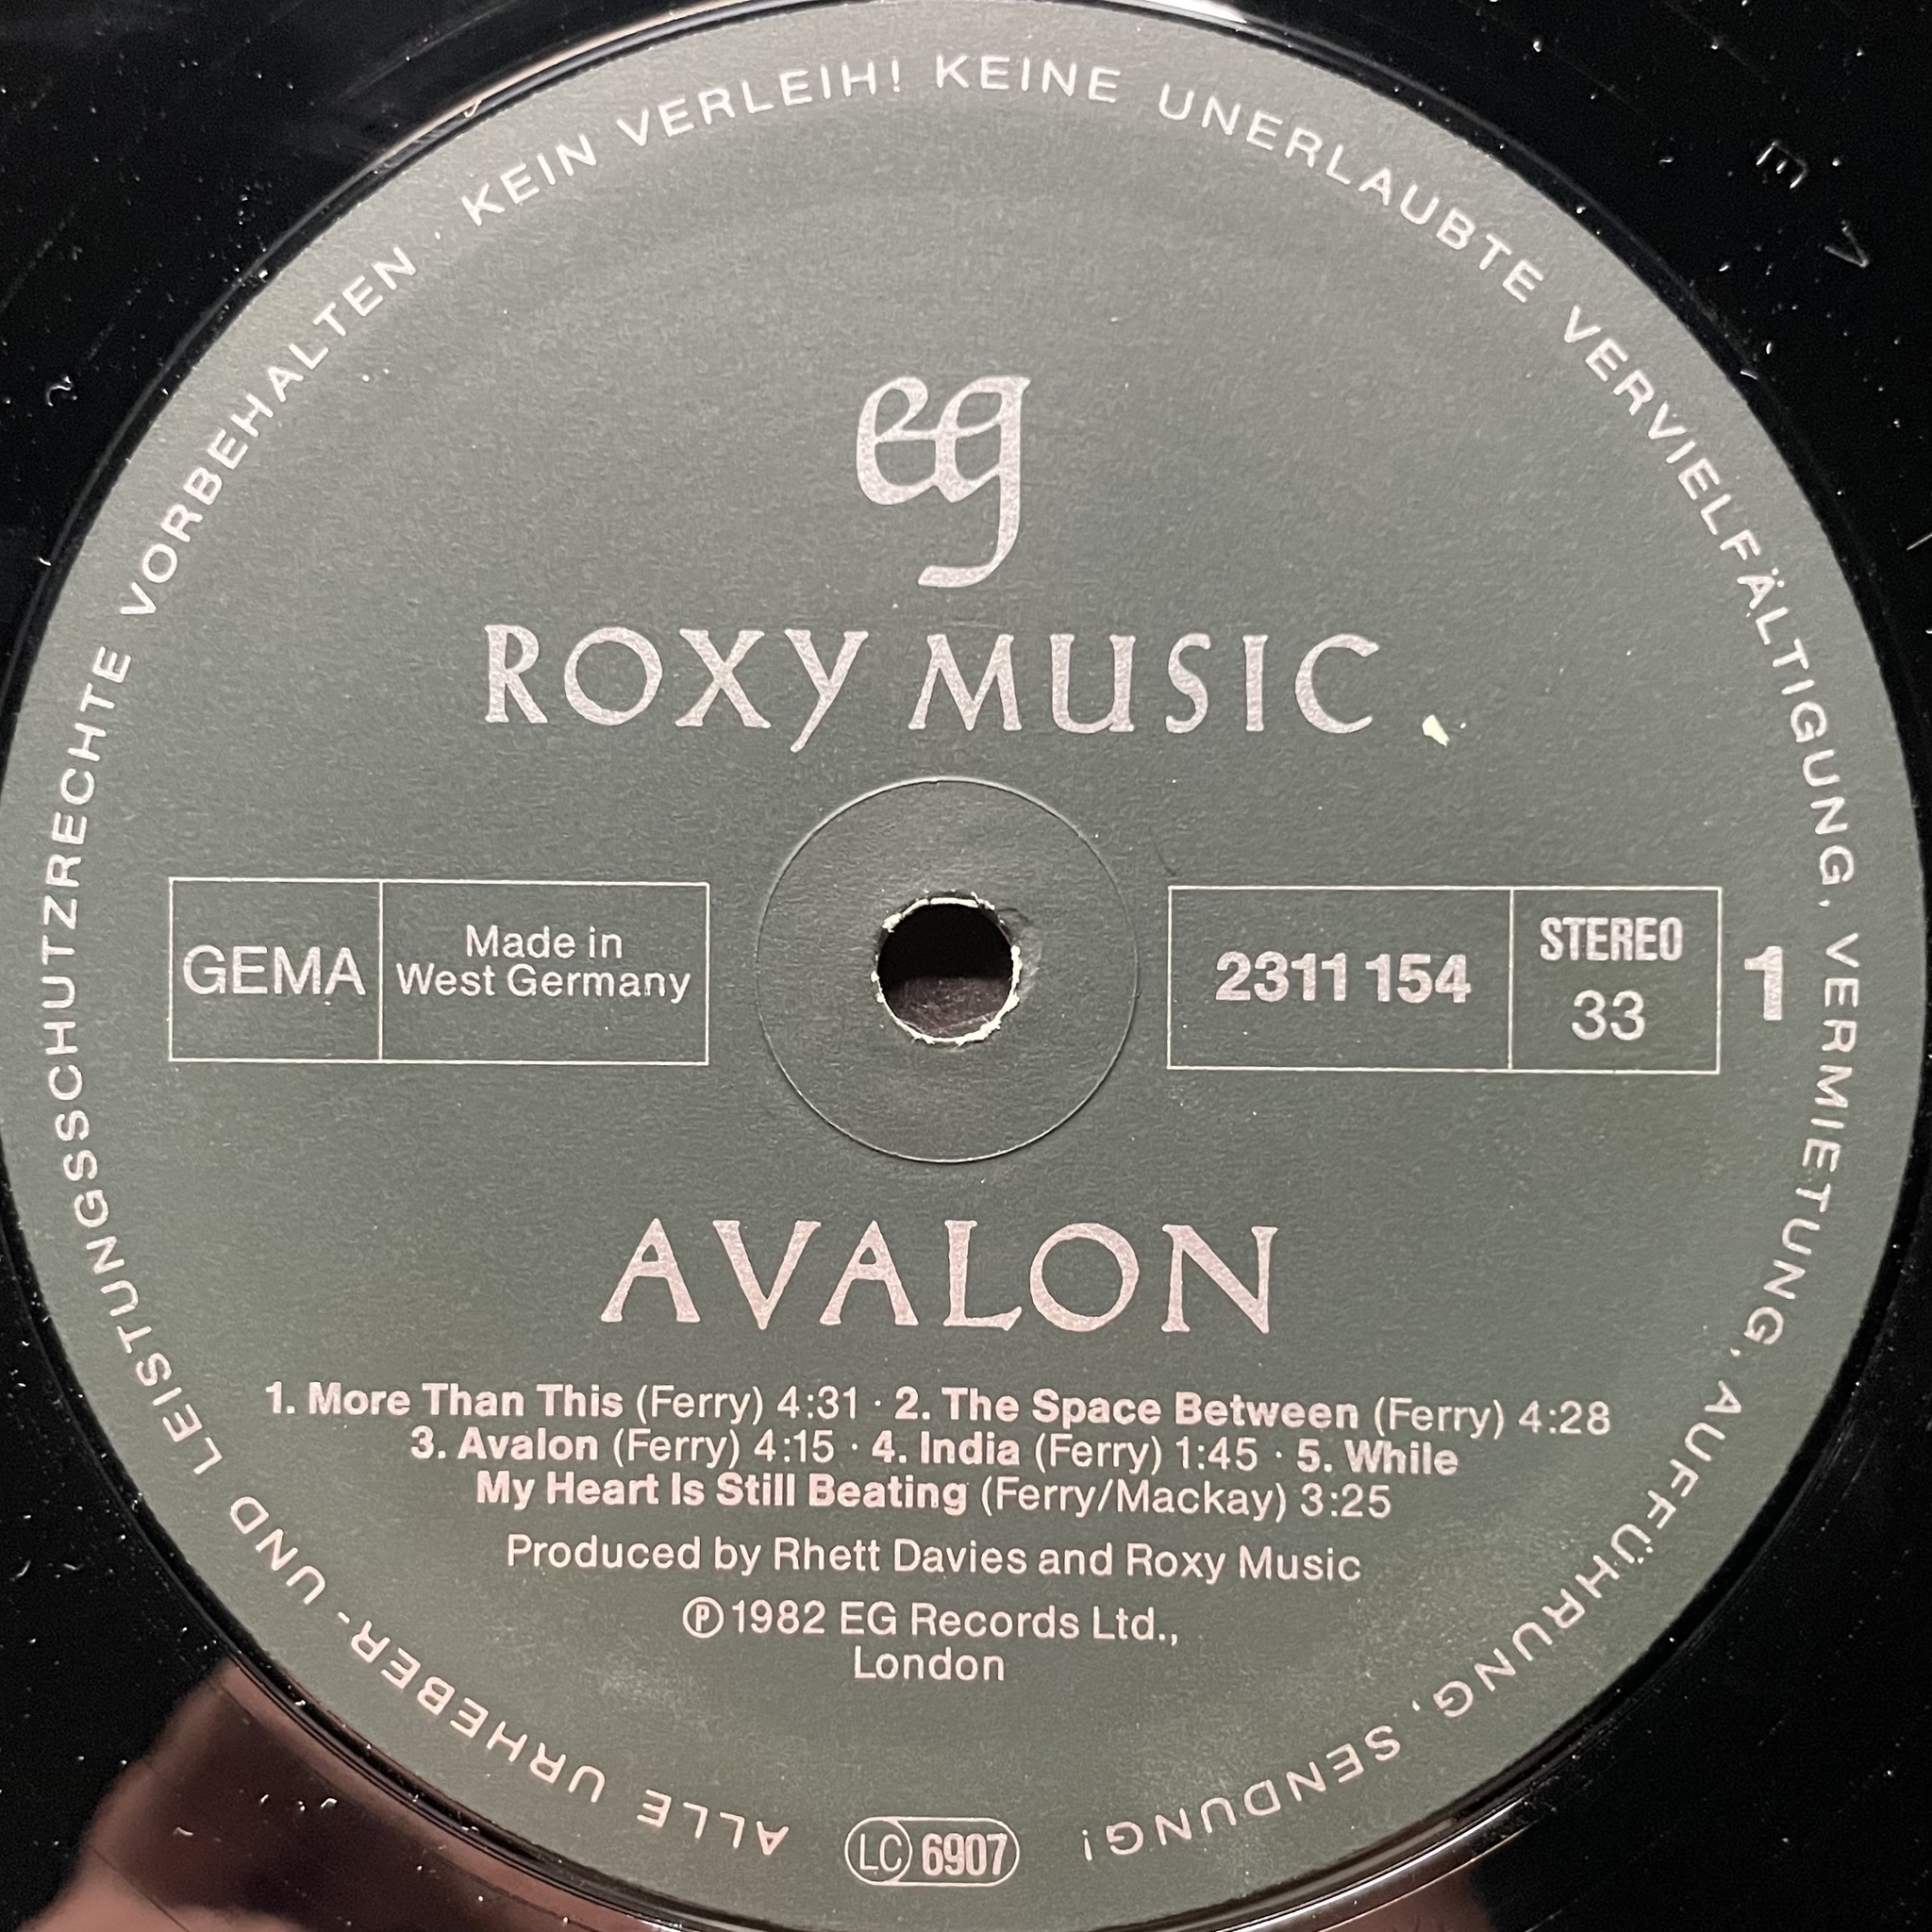 ALLE URHEBER- UND LEISTUNGSSCHUTZRECHTE VORBEHALTEN · KEIN VERLEIH! KEINE UNERLAUBTE VERVIELFÄLTIGUNG, VERMIETUNG, AUFFÜHRUNG, SENDUNG!
eg
ROXY MUSIC
GEMA
Made in
West Germany
2311 154
STEREO
33
1
AVALON
1. More Than This (Ferry) 4:31 · 2. The Space Between (Ferry) 4:28
3. Avalon (Ferry) 4:15 · 4. India (Ferry) 1:45 · 5. While
My Heart Is Still Beating (Ferry/Mackay) 3:25
Produced by Rhett Davies and Roxy Music
Ⓟ1982 EG Records Ltd.,
London
LC 6907